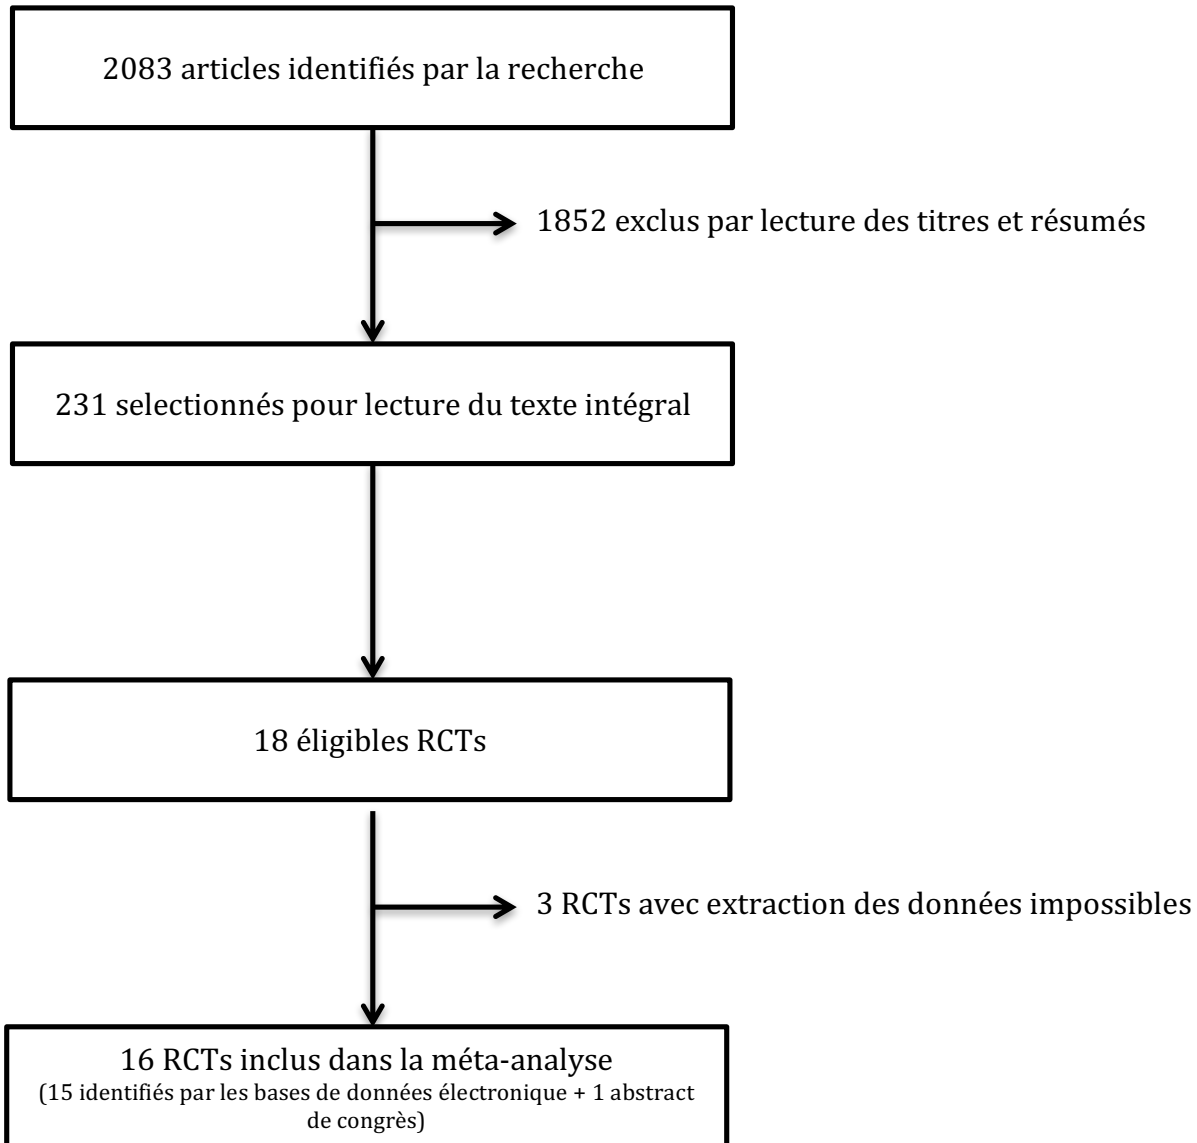 2083 articles identifiés par la recherche
1852 exclus par lecture des titres et résumés
231 selectionnés pour lecture du texte intégral
18 éligibles RCTs
3 RCTs avec extraction des données impossibles
16 RCTs inclus dans la méta-analyse
(15 identifiés par les bases de données électronique + 1 abstract
de congrès)